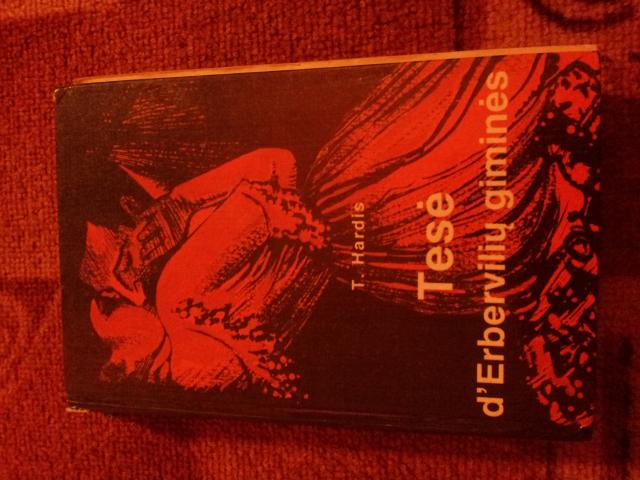 T. Hardis
Tesė
d'Erbervilių giminės